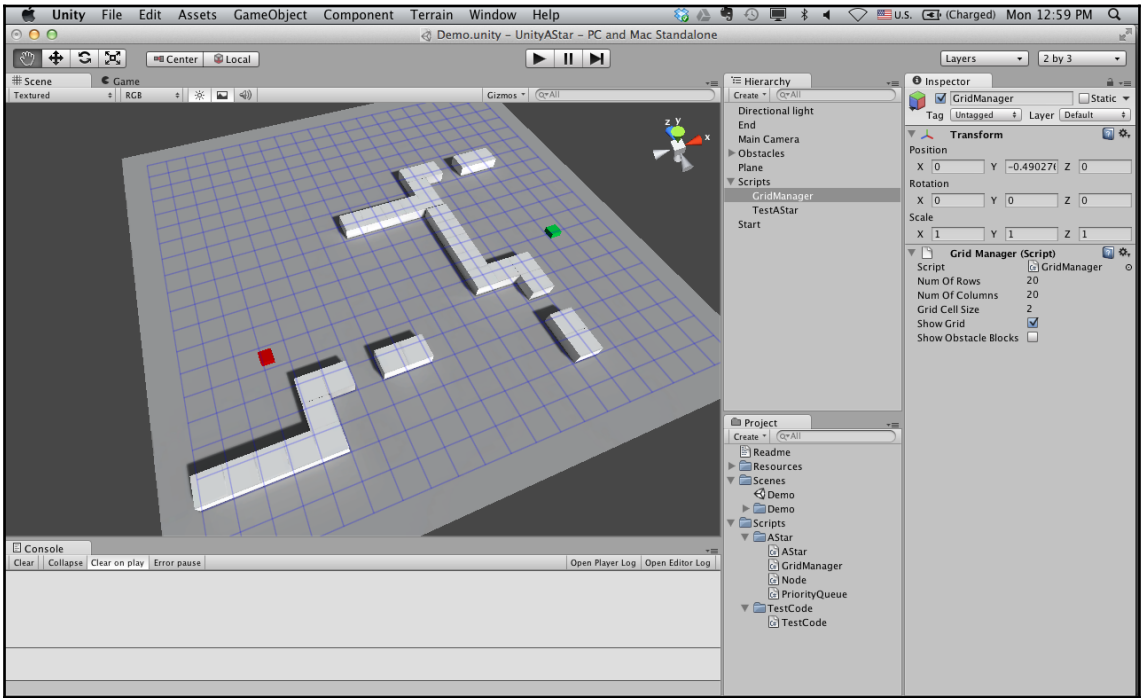 Unity File Edit Assets GameObject Component Terrain Window Help U.S. (Charged) Mon 12:59 PM
Demo.unity – UnityAStar – PC and Mac Standalone
Center Local Layers 2 by 3
Scene Game
Textured RGB Gizmos Q▾All
z y x
Hierarchy
Create Q▾All
Directional light
End
Main Camera
Obstacles
Plane
Scripts
GridManager
TestAStar
Start
Inspector
GridManager Static
Tag Untagged Layer Default
Transform
Position
X 0 Y -0.490276 Z 0
Rotation
X 0 Y 0 Z 0
Scale
X 1 Y 1 Z 1
Grid Manager (Script)
Script GridManager
Num Of Rows 20
Num Of Columns 20
Grid Cell Size 2
Show Grid
Show Obstacle Blocks
Project
Create Q▾All
Readme
Resources
Scenes
Demo
Demo
Scripts
AStar
AStar
GridManager
Node
PriorityQueue
TestCode
TestCode
Console
Clear Collapse Clear on play Error pause Open Player Log Open Editor Log